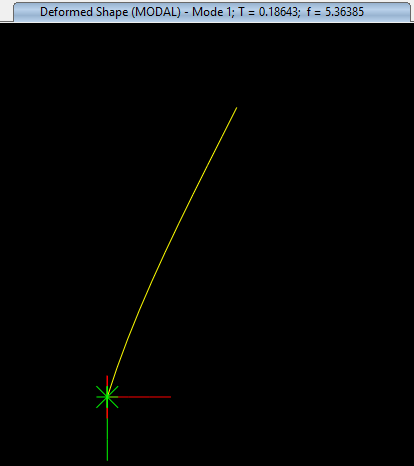 Deformed Shape (MODAL) - Mode 1; T = 0.18643;  f = 5.36385